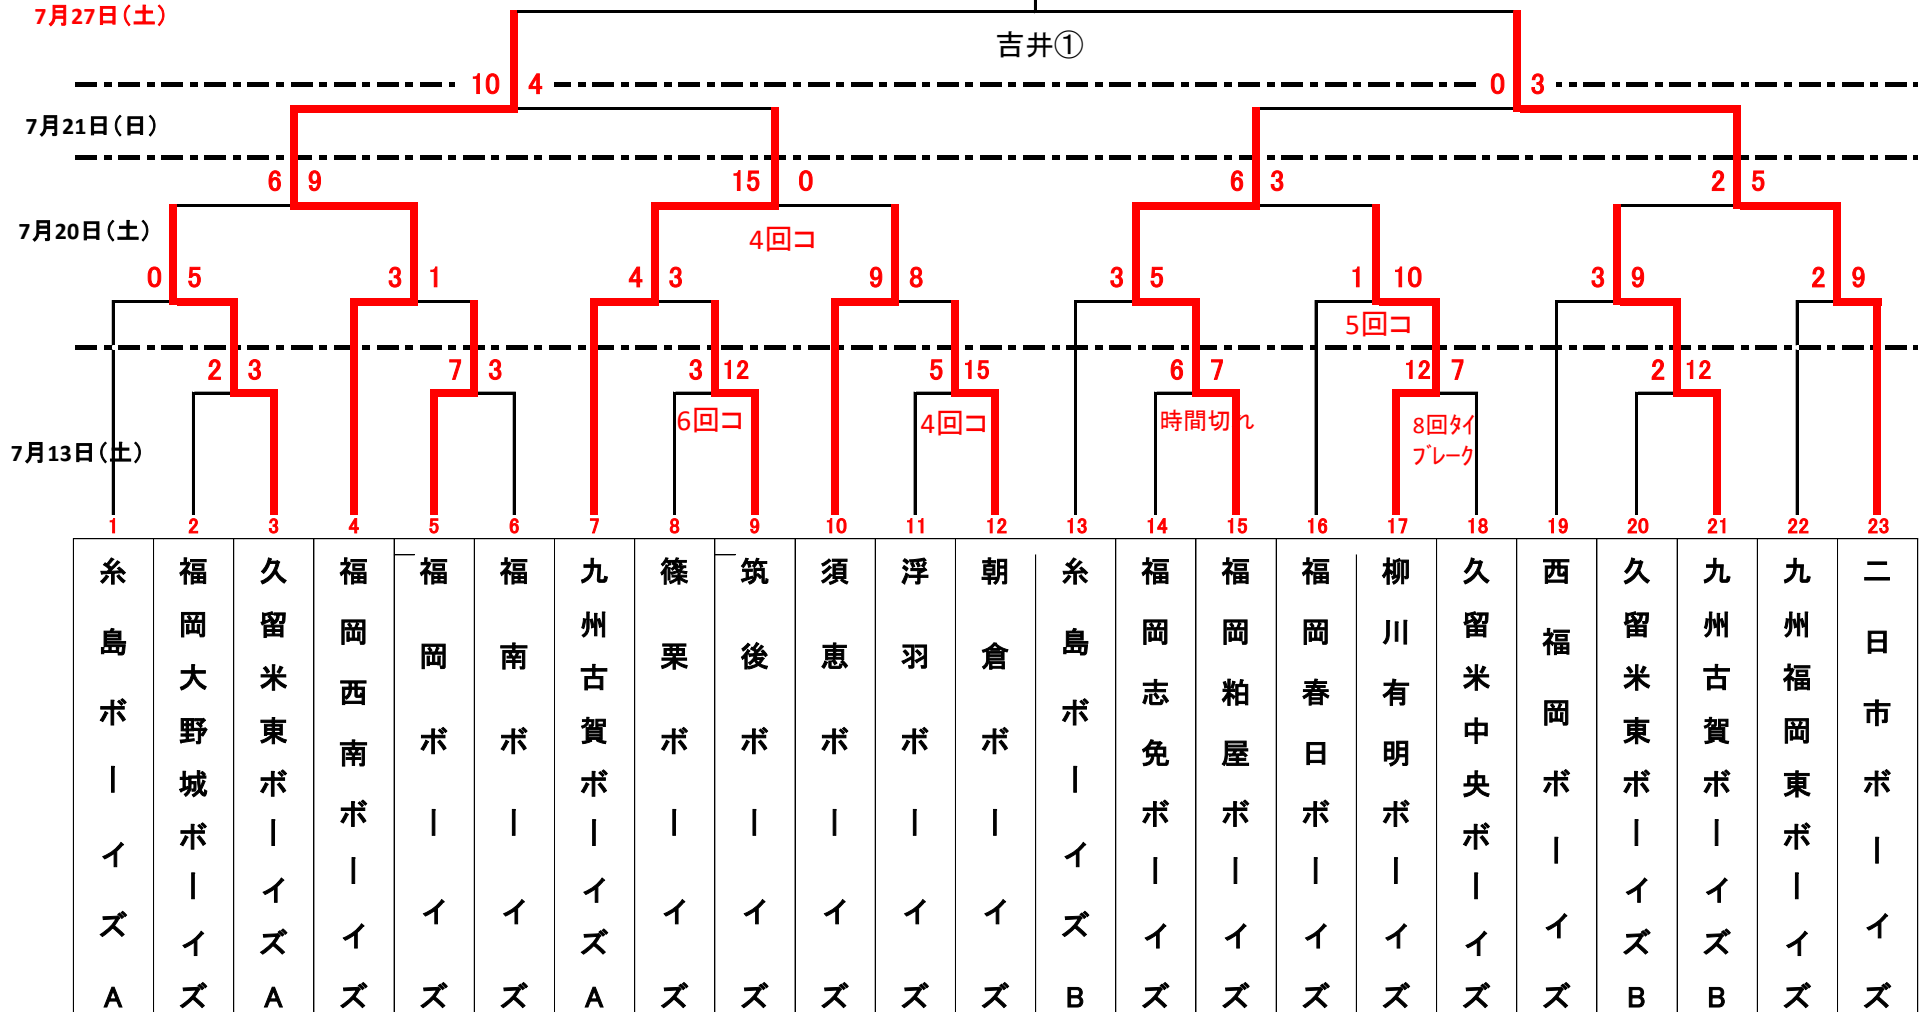 7月27日(土)
吉井①
10 4
0 3
7月21日(日)
6 9
15 0
6 3
2 5
7月20日(土)
4回コ
0 5
3 1
4 3
9 8
3 5
1 10
3 9
2 9
5回コ
2 3
7 3
3 12
5 15
6 7
12 7
2 12
6回コ
4回コ
時間切れ
8回タイ
ブレーク
7月13日(土)
1 2 3 4 5 6 7 8 9 10 11 12 13 14 15 16 17 18 19 20 21 22 23
糸島ボーイズA
福岡大野城ボーイズ
久留米東ボーイズA
福岡西南ボーイズ
福岡ボーイズ
福南ボーイズ
九州古賀ボーイズA
篠栗ボーイズ
筑後ボーイズ
須恵ボーイズ
浮羽ボーイズ
朝倉ボーイズ
糸島ボーイズB
福岡志免ボーイズ
福岡粕屋ボーイズ
福岡春日ボーイズ
柳川有明ボーイズ
久留米中央ボーイズ
西福岡ボーイズ
久留米東ボーイズB
九州古賀ボーイズB
九州福岡東ボーイズ
二日市ボーイズ